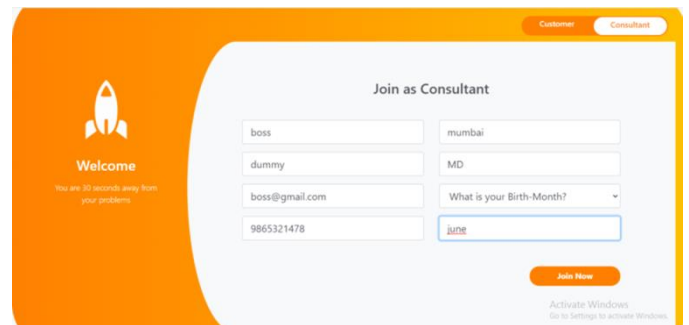 Customer
Consultant
Join as Consultant
boss
mumbai
dummy
MD
Welcome
You are 30 seconds away from
your problems
boss@gmail.com
What is your Birth-Month?
9865321478
june
Join Now
Activate Windows
Go to Settings to activate Windows.